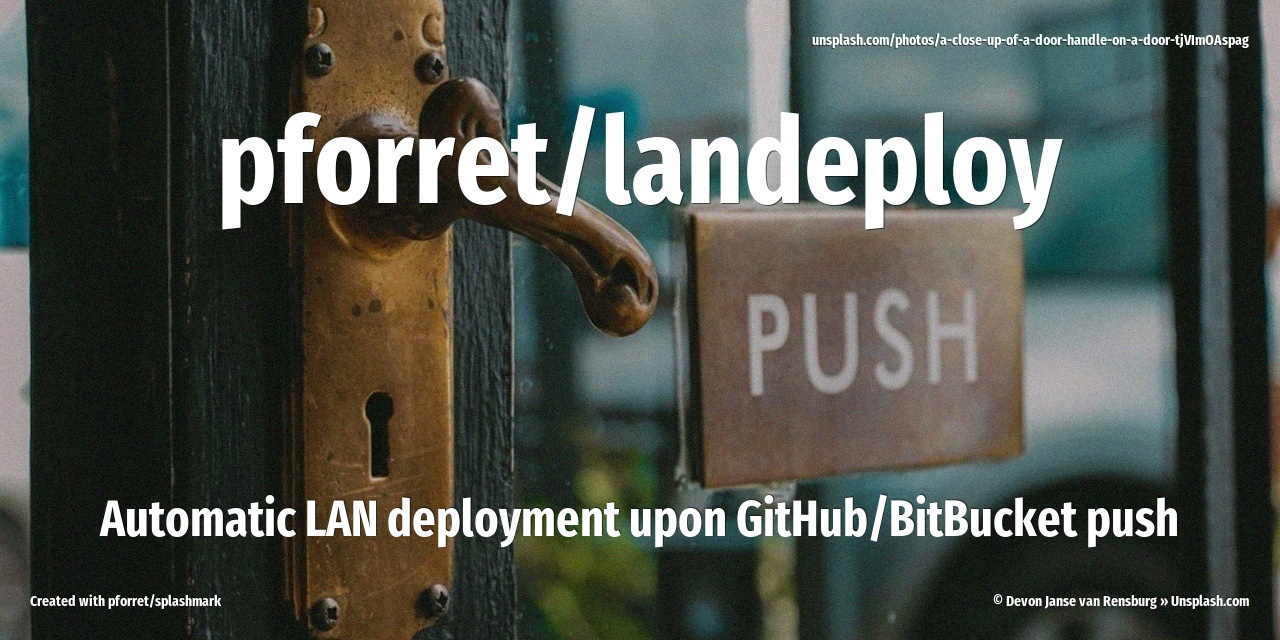 unsplash.com/photos/a-close-up-of-a-door-handle-on-a-door-tjVImOAspag
pforret/landeploy
PUSH
Automatic LAN deployment upon GitHub/BitBucket push
Created with pforret/splashmark
© Devon Janse van Rensburg » Unsplash.com